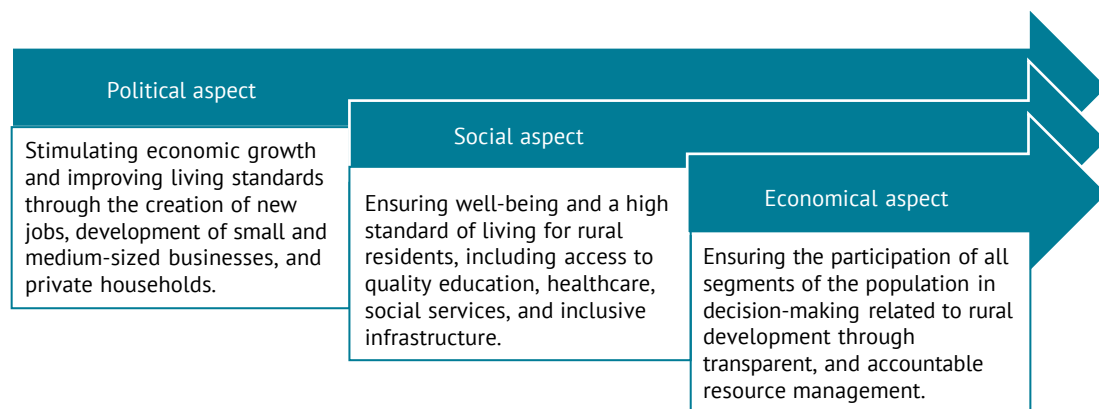 Political aspect
Stimulating economic growth
and improving living standards
through the creation of new
jobs, development of small and
medium-sized businesses, and
private households.
Social aspect
Ensuring well-being and a high
standard of living for rural
residents, including access to
quality education, healthcare,
social services, and inclusive
infrastructure.
Economical aspect
Ensuring the participation of all
segments of the population in
decision-making related to rural
development through
transparent, and accountable
resource management.